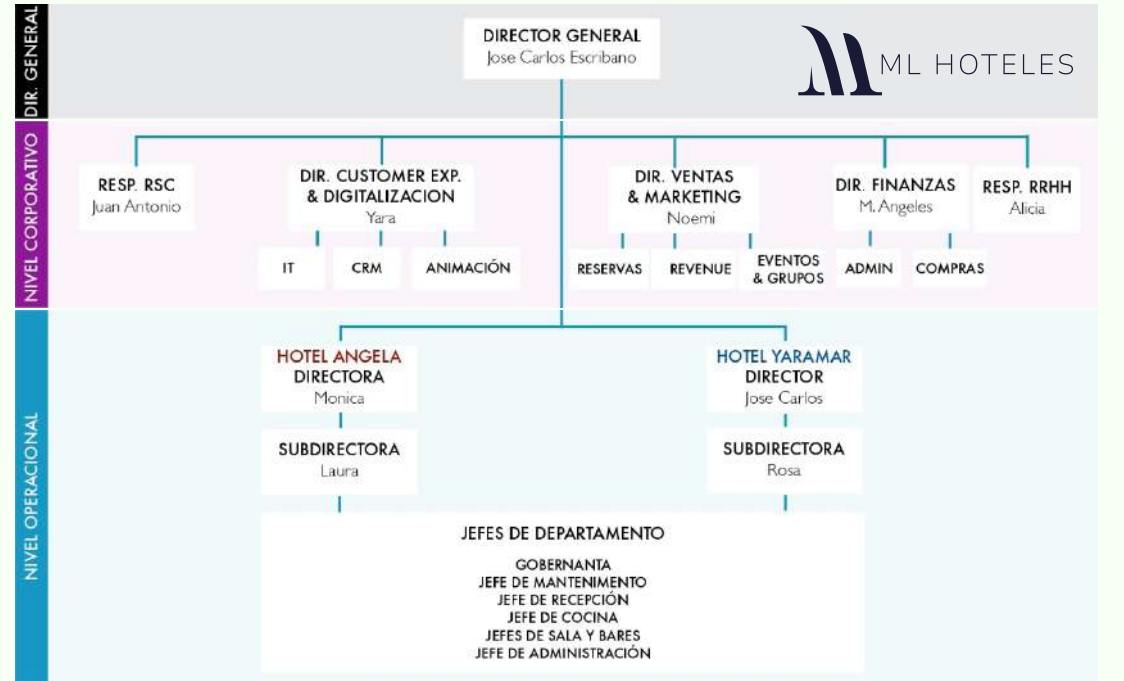 DIR. GENERAL
DIRECTOR GENERAL
Jose Carlos Escribano
ML HOTELES
NIVEL CORPORATIVO
RESP. RSC
Juan Antonio
DIR. CUSTOMER EXP.
& DIGITALIZACION
Yara
DIR. VENTAS
& MARKETING
Noemi
DIR. FINANZAS
M. Angeles
RESP. RRHH
Alicia
IT
CRM
ANIMACIÓN
RESERVAS
REVENUE
EVENTOS
& GRUPOS
ADMIN
COMPRAS
NIVEL OPERACIONAL
HOTEL ANGELA
DIRECTORA
Monica
HOTEL YARAMAR
DIRECTOR
Jose Carlos
SUBDIRECTORA
Laura
SUBDIRECTORA
Rosa
JEFES DE DEPARTAMENTO
GOBERNANTA
JEFE DE MANTENIMENTO
JEFE DE RECEPCIÓN
JEFE DE COCINA
JEFES DE SALA Y BARES
JEFE DE ADMINISTRACIÓN